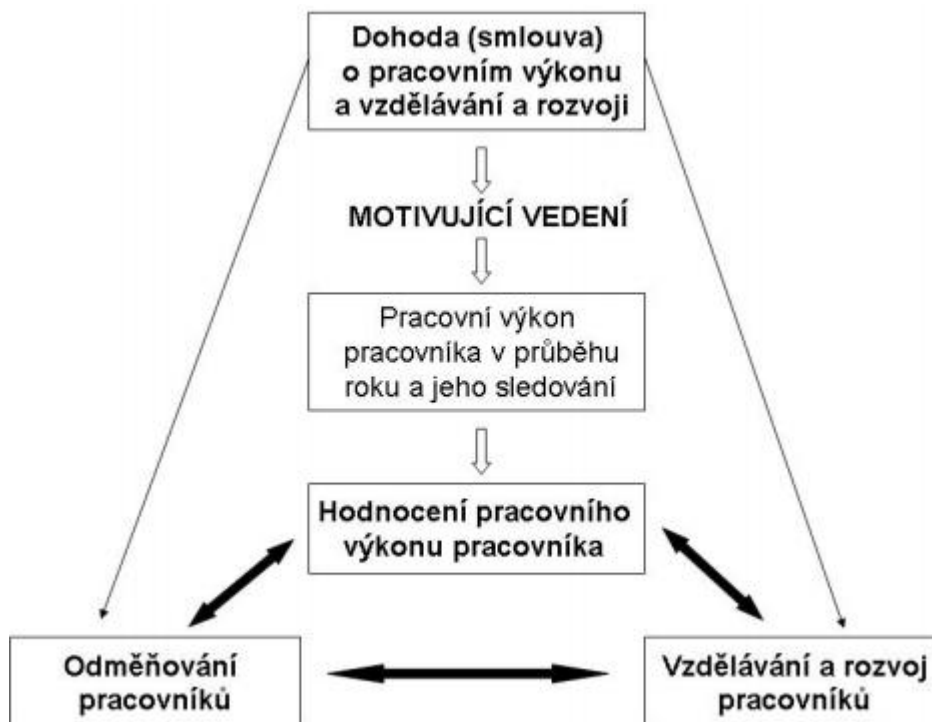 Dohoda (smlouva)
o pracovním výkonu
a vzdělávání a rozvoji
MOTIVUJÍCÍ VEDENÍ
Pracovní výkon
pracovníka v průběhu
roku a jeho sledování
Hodnocení pracovního
výkonu pracovníka
Odměňování
pracovníků
Vzdělávání a rozvoj
pracovníků